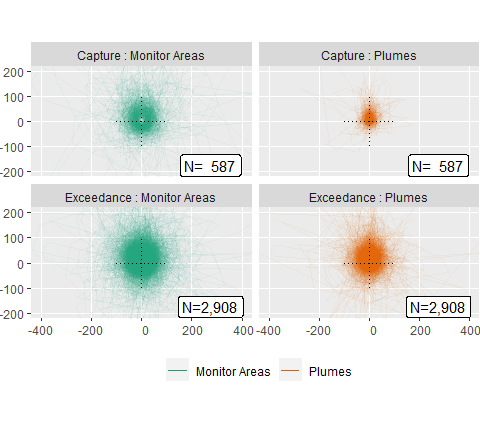 Capture : Monitor Areas
Capture : Plumes
200
100
0
-100
-200
N= 587
N= 587
Exceedance : Monitor Areas
Exceedance : Plumes
200
100
0
-100
-200
N=2,908
N=2,908
-400 -200 0 200 400
-400 -200 0 200 400
Monitor Areas
Plumes